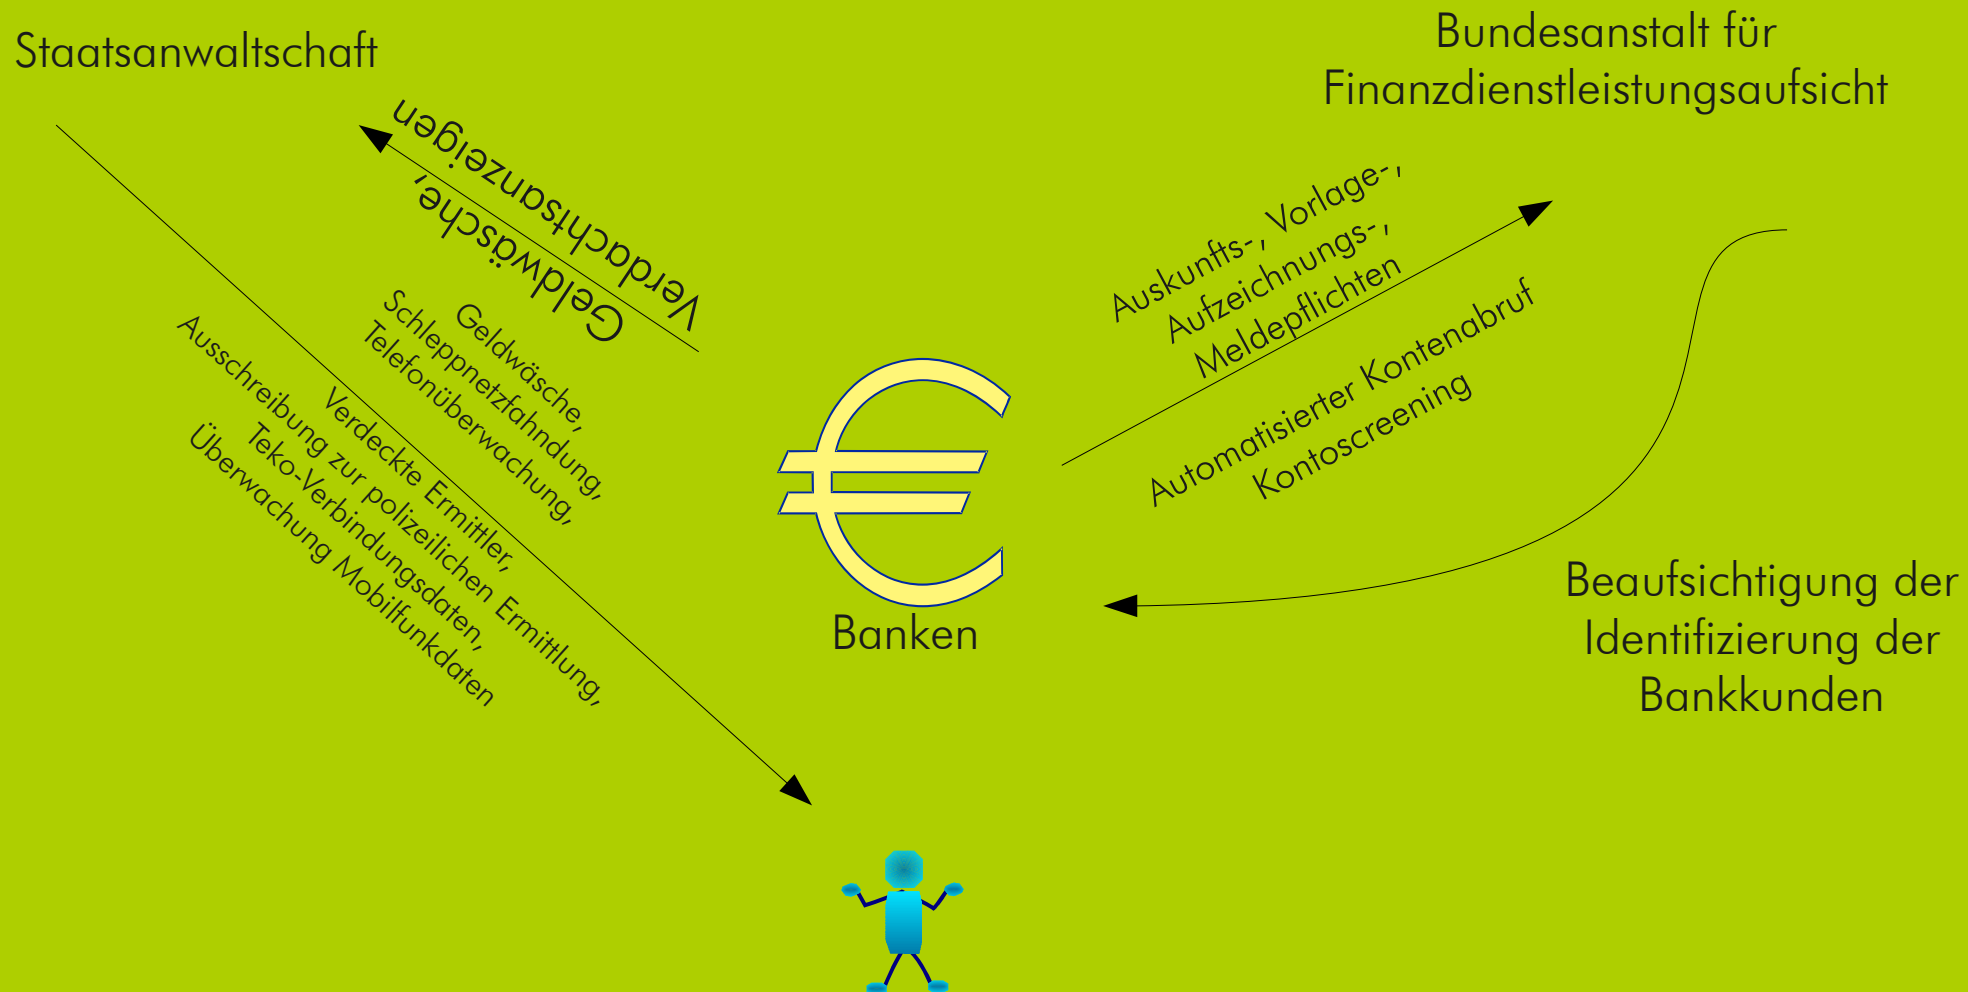 Staatsanwaltschaft
Bundesanstalt für
Finanzdienstleistungsaufsicht
Geldwäsche,
Verdachtsanzeigen
Geldwäsche,
Schleppnetzfahndung,
Telefonüberwachung,
Verdeckte Ermittler,
Ausschreibung zur polizeilichen Ermittlung,
Teko-Verbindungsdaten,
Überwachung Mobilfunkdaten
Auskunfts-, Vorlage-,
Aufzeichnungs-,
Meldepflichten
Automatisierter Kontenabruf
Kontoscreening
Banken
Beaufsichtigung der
Identifizierung der
Bankkunden